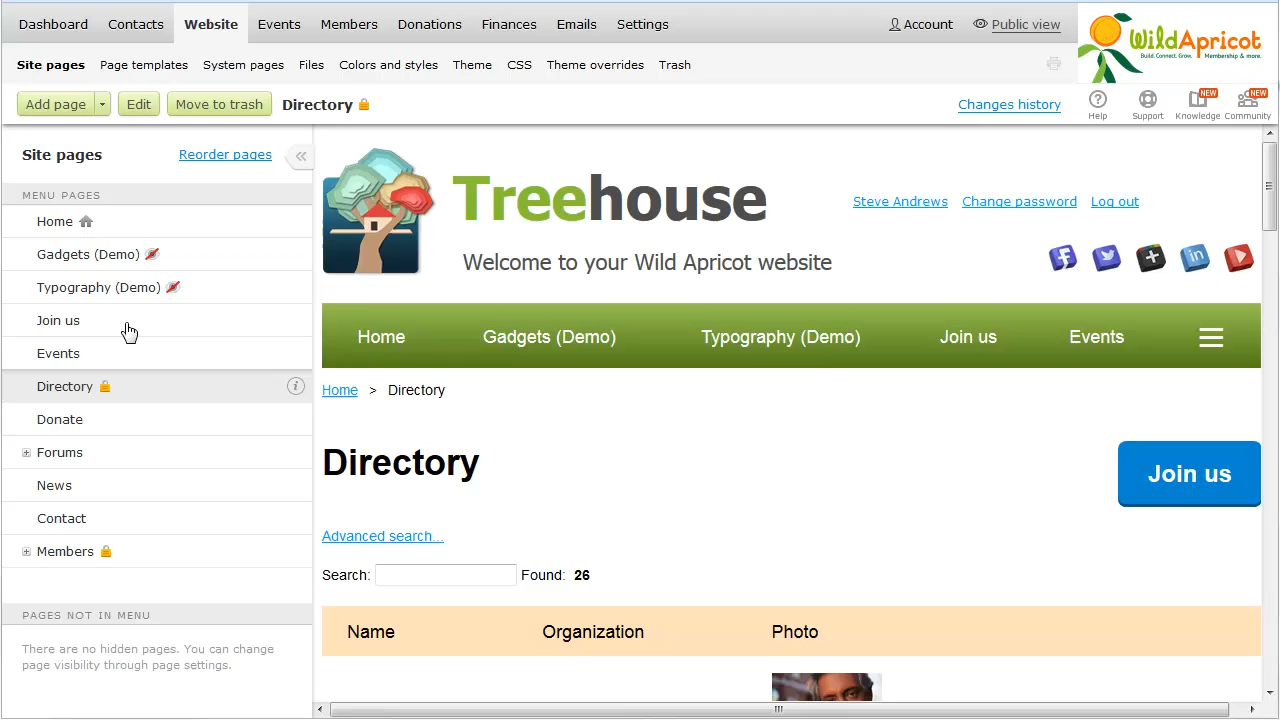 Dashboard Contacts Website Events Members Donations Finances Emails Settings Account Public view
WildApricot
Build. Connect. Grow. Membership & more.
Site pages Page templates System pages Files Colors and styles CSS Theme overrides Trash
Add page Edit Move to trash Directory Changes history
NEW NEW
Help Support Knowledge Community
Site pages Reorder pages
MENU PAGES
Home
Gadgets (Demo)
Typography (Demo)
Join us
Events
Directory
Donate
Forums
News
Contact
Members
PAGES NOT IN MENU
There are no hidden pages. You can change
page visibility through page settings.
Treehouse
Steve Andrews Change password Log out
Welcome to your Wild Apricot website
Home Gadgets (Demo) Typography (Demo) Join us Events
Home > Directory
Directory
Join us
Advanced search...
Search: Found: 26
Name Organization Photo